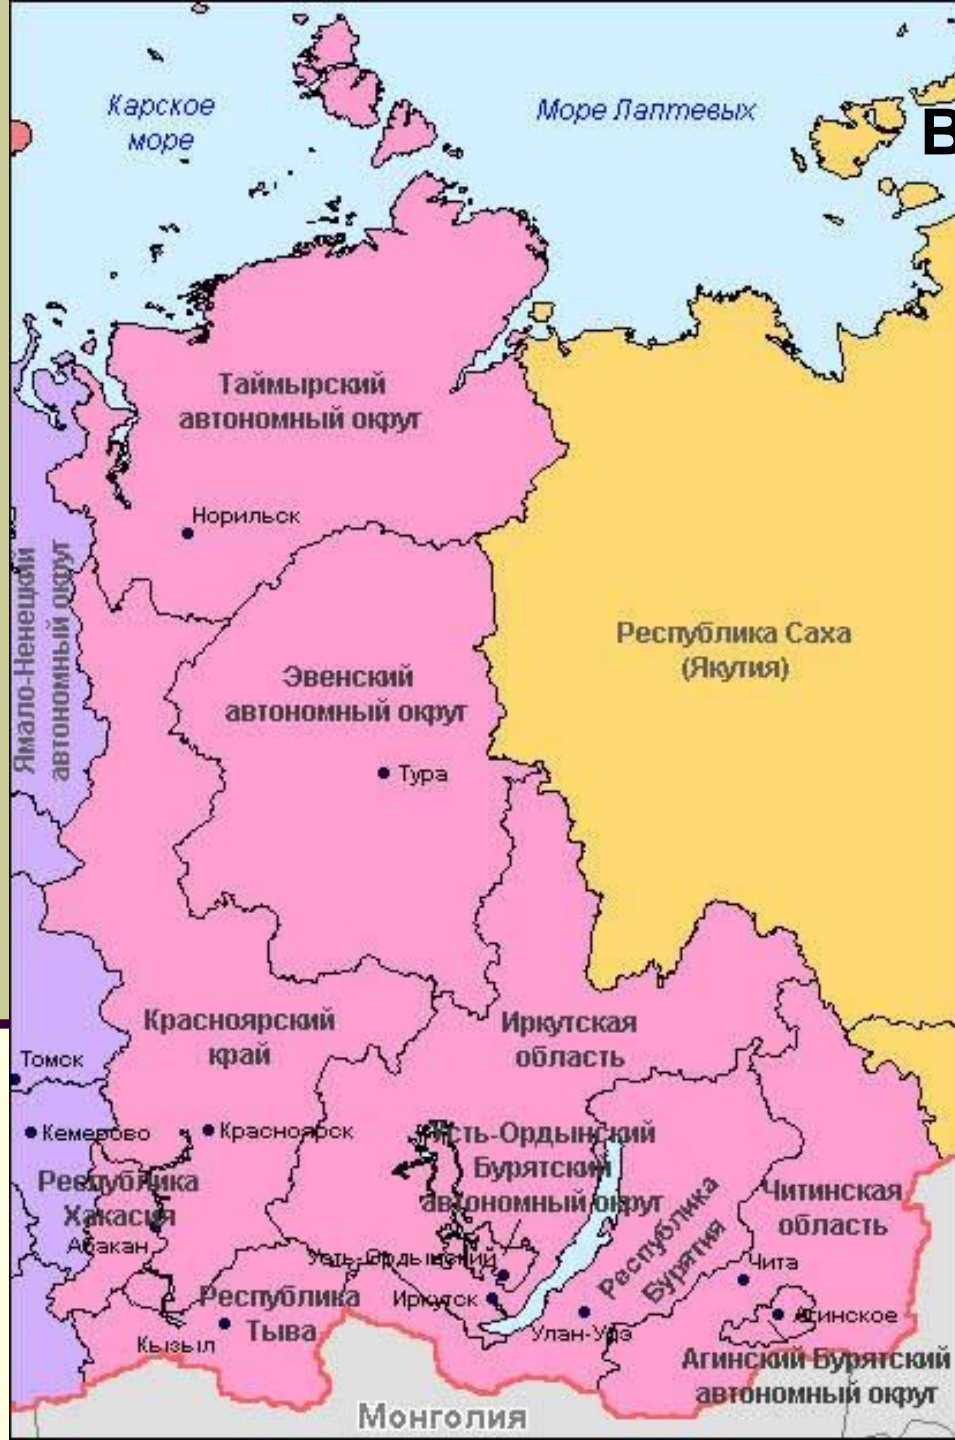 Карское
море
Море Лаптевых
В
Таймырский
автономный округ
Норильск
Ямало-Ненецкий
автономный округ
Республика Саха
(Якутия)
Эвенский
автономный округ
Тура
Красноярский
край
Иркутская
область
Томск
Кемерово
Красноярск
Усть-Ордынский
Бурятский
автономный округ
Республика
Хакасия
Абакан
Читинская
область
Республика
Бурятия
Усть-Ордынский
Чита
Иркутск
Республика
Тыва
Кызыл
Улан-Удэ
Агинское
Агинский Бурятский
автономный округ
Монголия